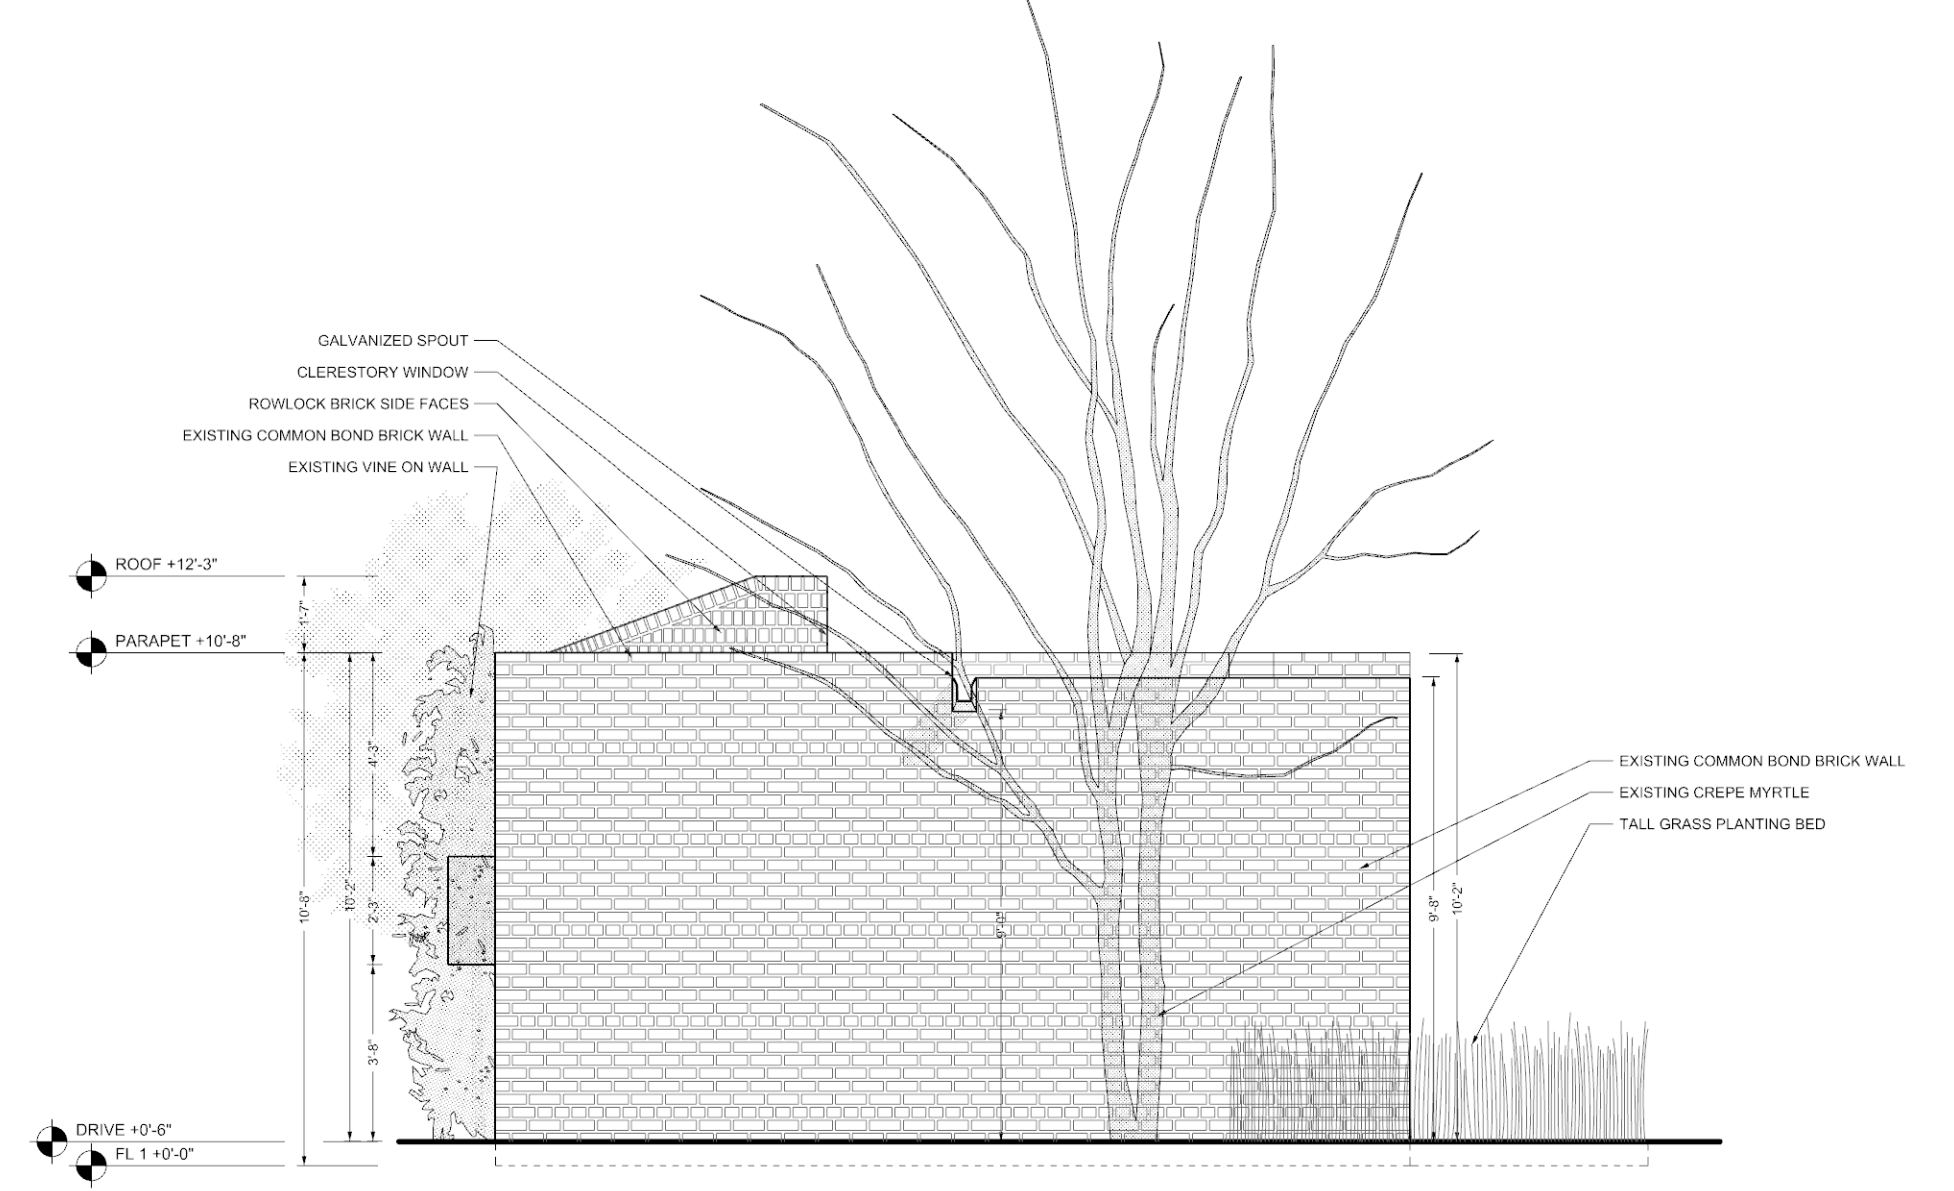 GALVANIZED SPOUT
CLERESTORY WINDOW
ROWLOCK BRICK SIDE FACES
EXISTING COMMON BOND BRICK WALL
EXISTING VINE ON WALL
ROOF +12'-3"
PARAPET +10'-8"
1'-7"
4'-3"
10'-8"
10'-2"
2'-3"
3'-8"
9'-0"
9'-8"
10'-2"
EXISTING COMMON BOND BRICK WALL
EXISTING CREPE MYRTLE
TALL GRASS PLANTING BED
DRIVE +0'-6"
FL 1 +0'-0"